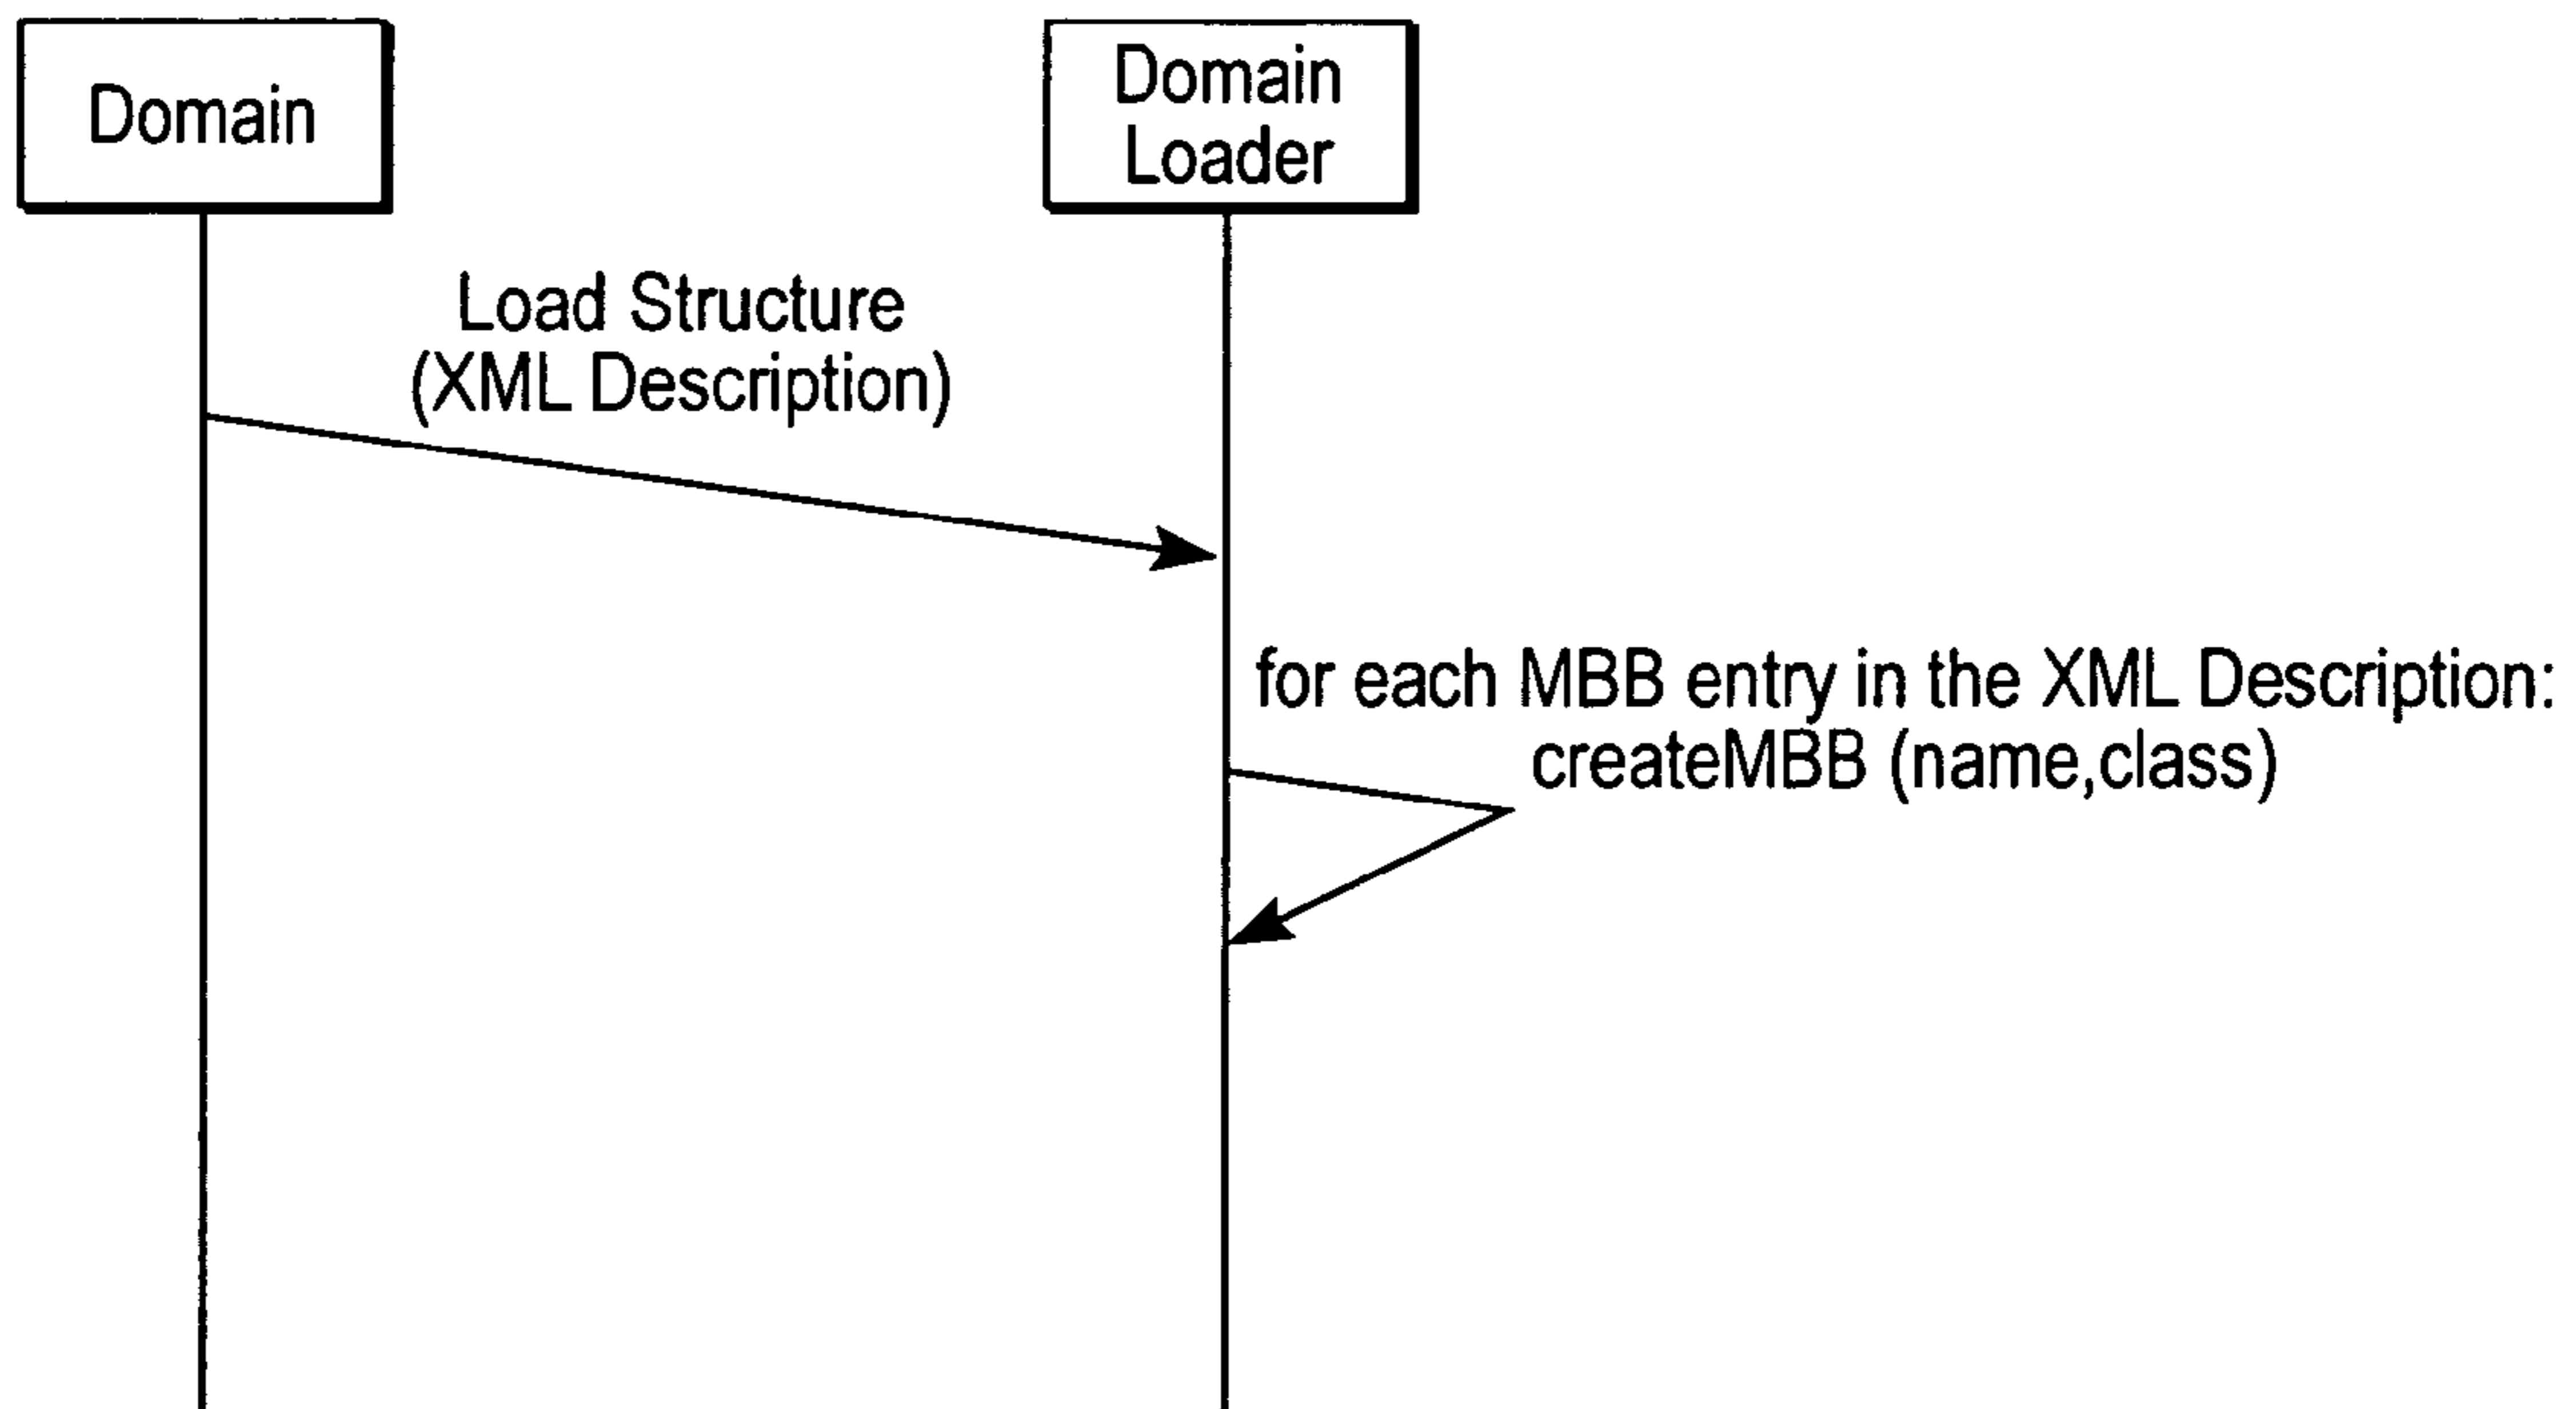 Domain
Domain
Loader
Load Structure
(XML Description)
for each MBB entry in the XML Description:
createMBB (name,class)